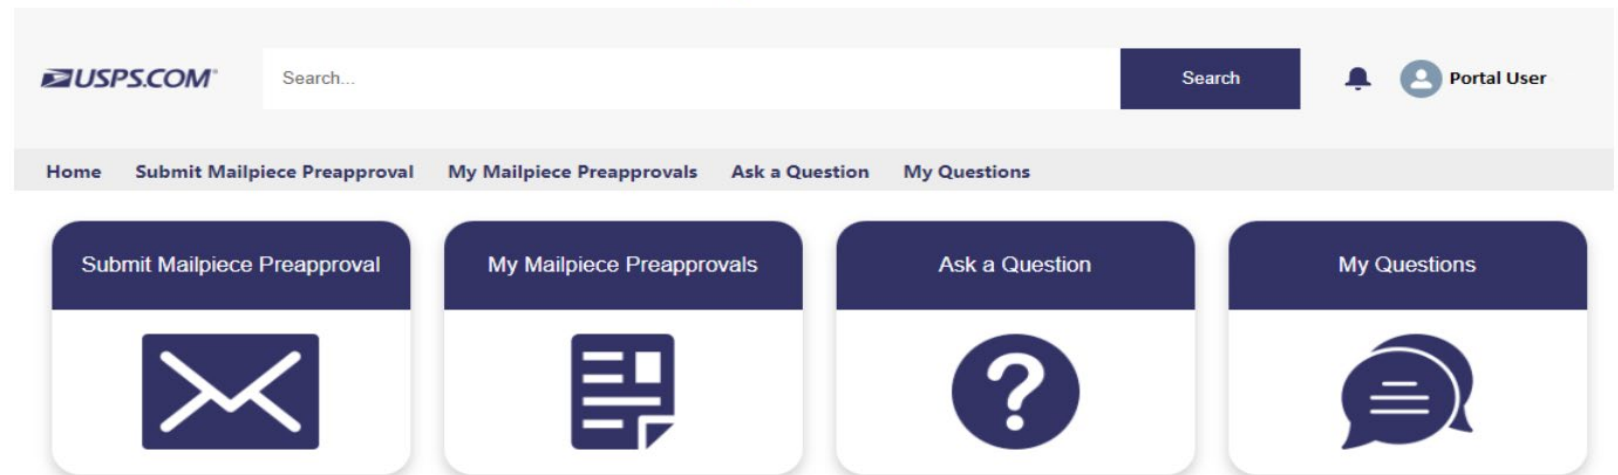 USPS.COM®
Search...
Search
Portal User
Home Submit Mailpiece Preapproval My Mailpiece Preapprovals Ask a Question My Questions
Submit Mailpiece Preapproval
My Mailpiece Preapprovals
Ask a Question
My Questions